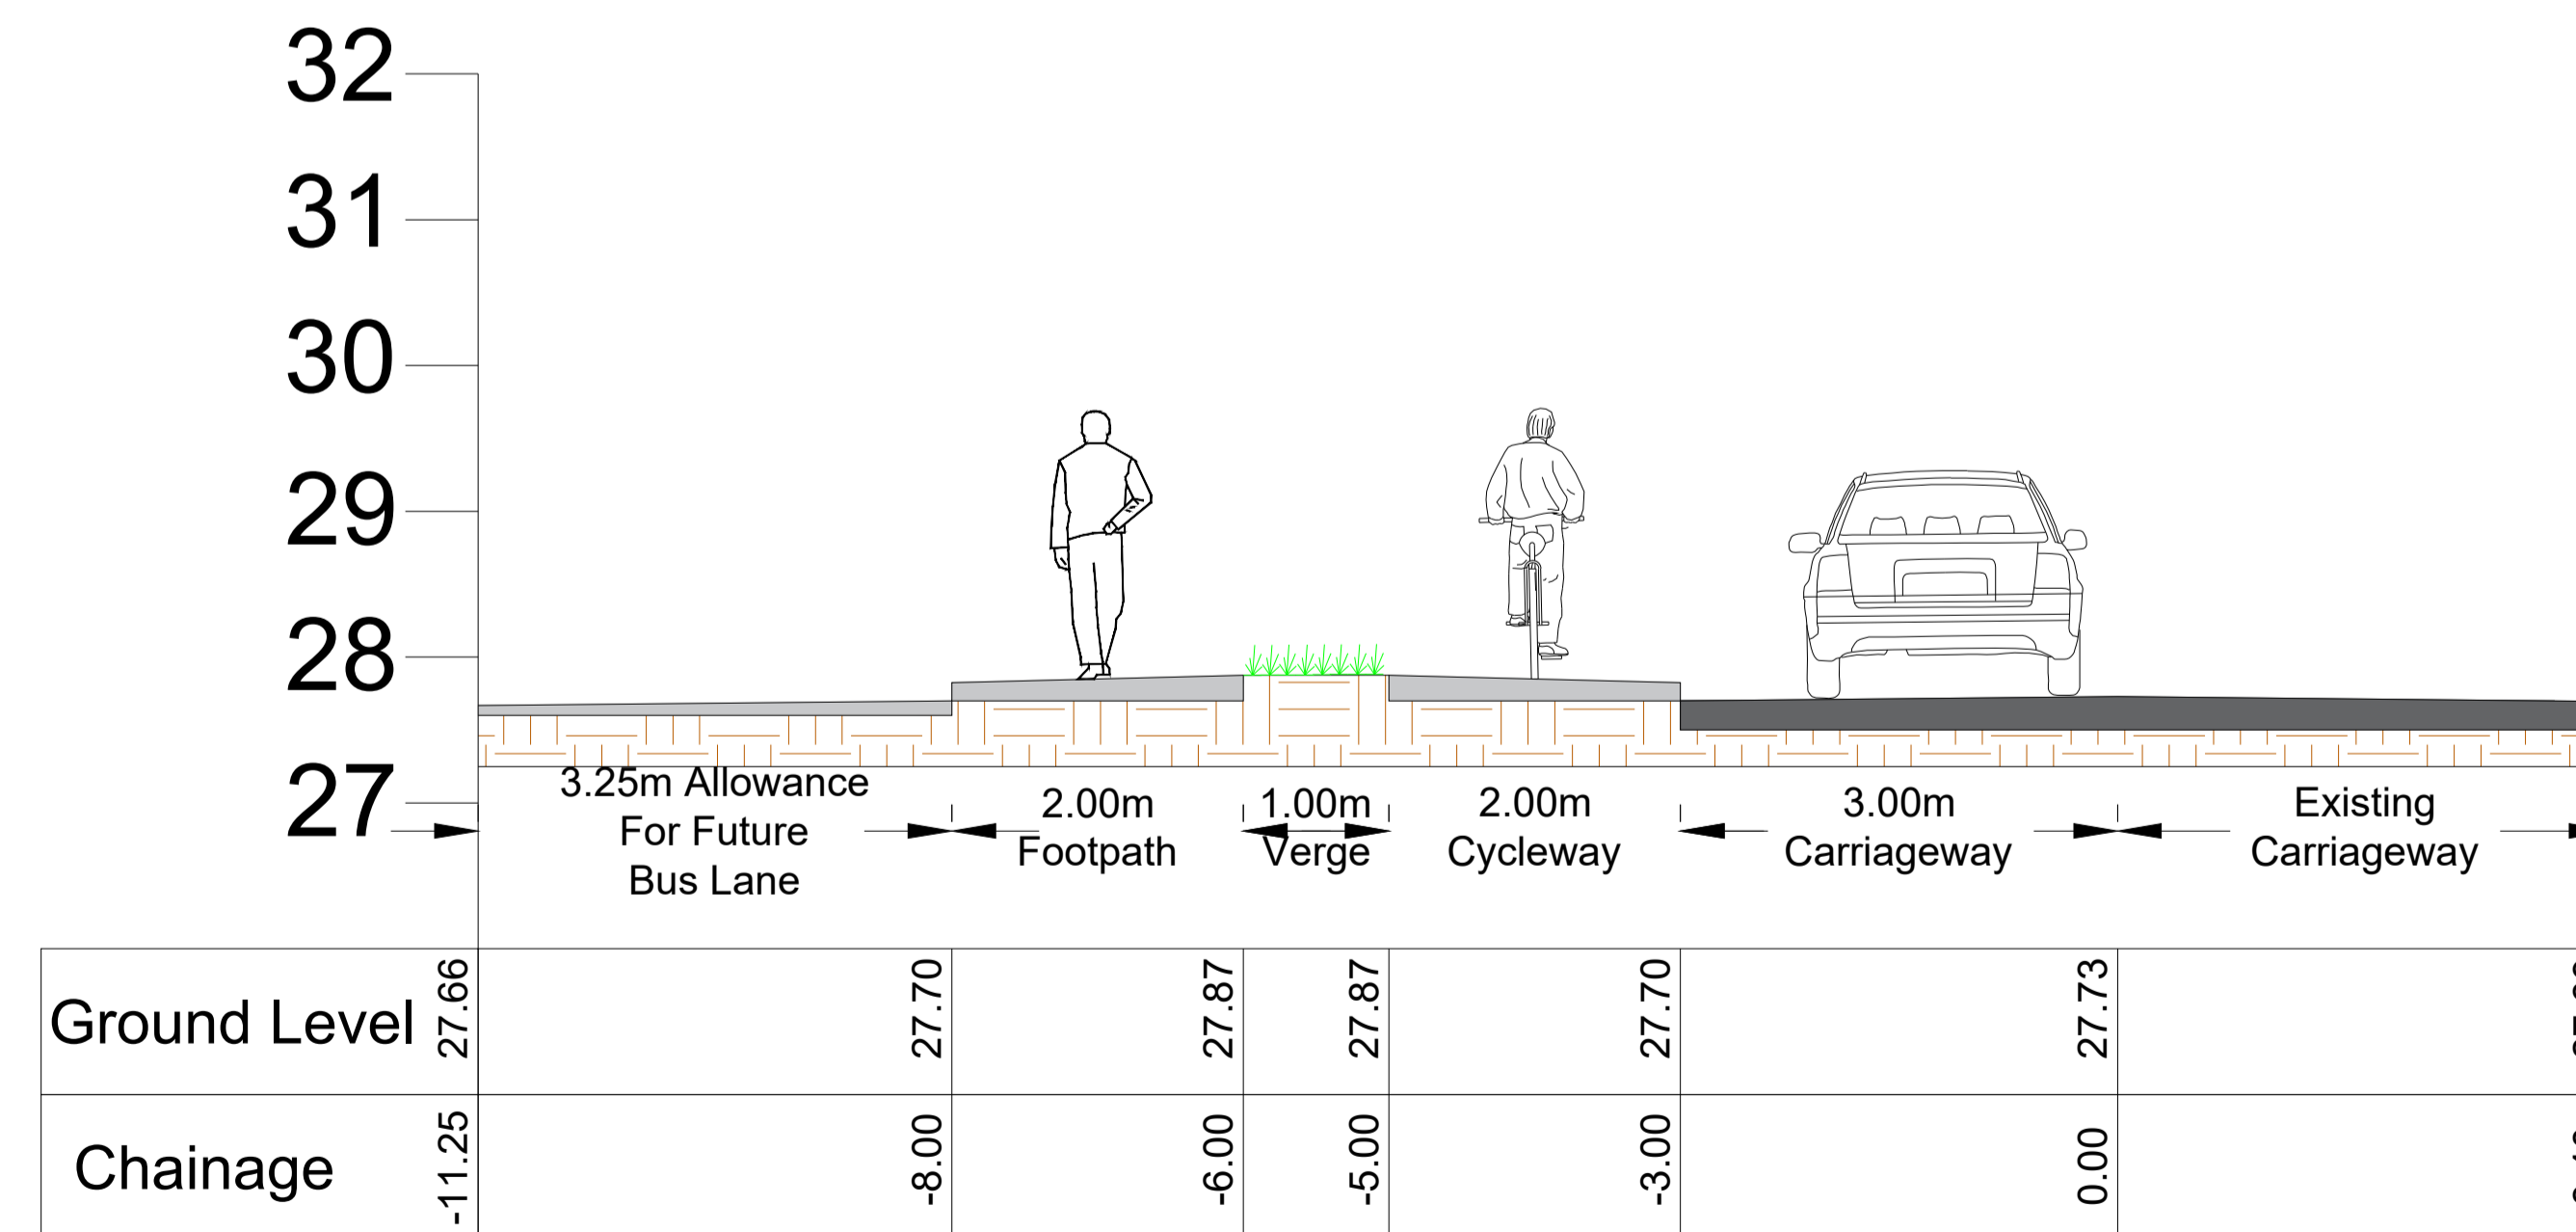 32
31
30
29
28
27
3.25m Allowance
For Future
Bus Lane
2.00m
Footpath
1.00m
Verge
2.00m
Cycleway
3.00m
Carriageway
Existing
Carriageway
Ground Level 27.66 27.70 27.87 27.87 27.70 27.73
Chainage -11.25 -8.00 -6.00 -5.00 -3.00 0.00